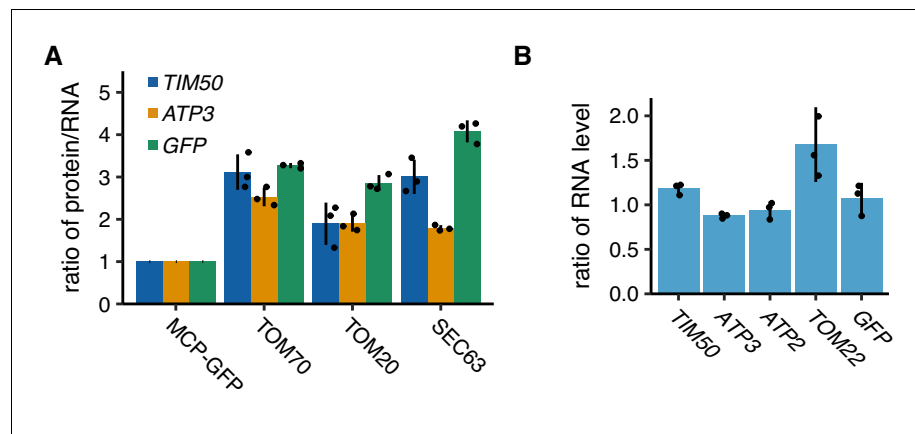 A
ratio of protein/RNA
5
4
3
2
1
0
TIM50
ATP3
GFP
MCP-GFP
TOM70
TOM20
SEC63
B
ratio of RNA level
2.0
1.5
1.0
0.5
0.0
TIM50
ATP3
ATP2
TOM22
GFP